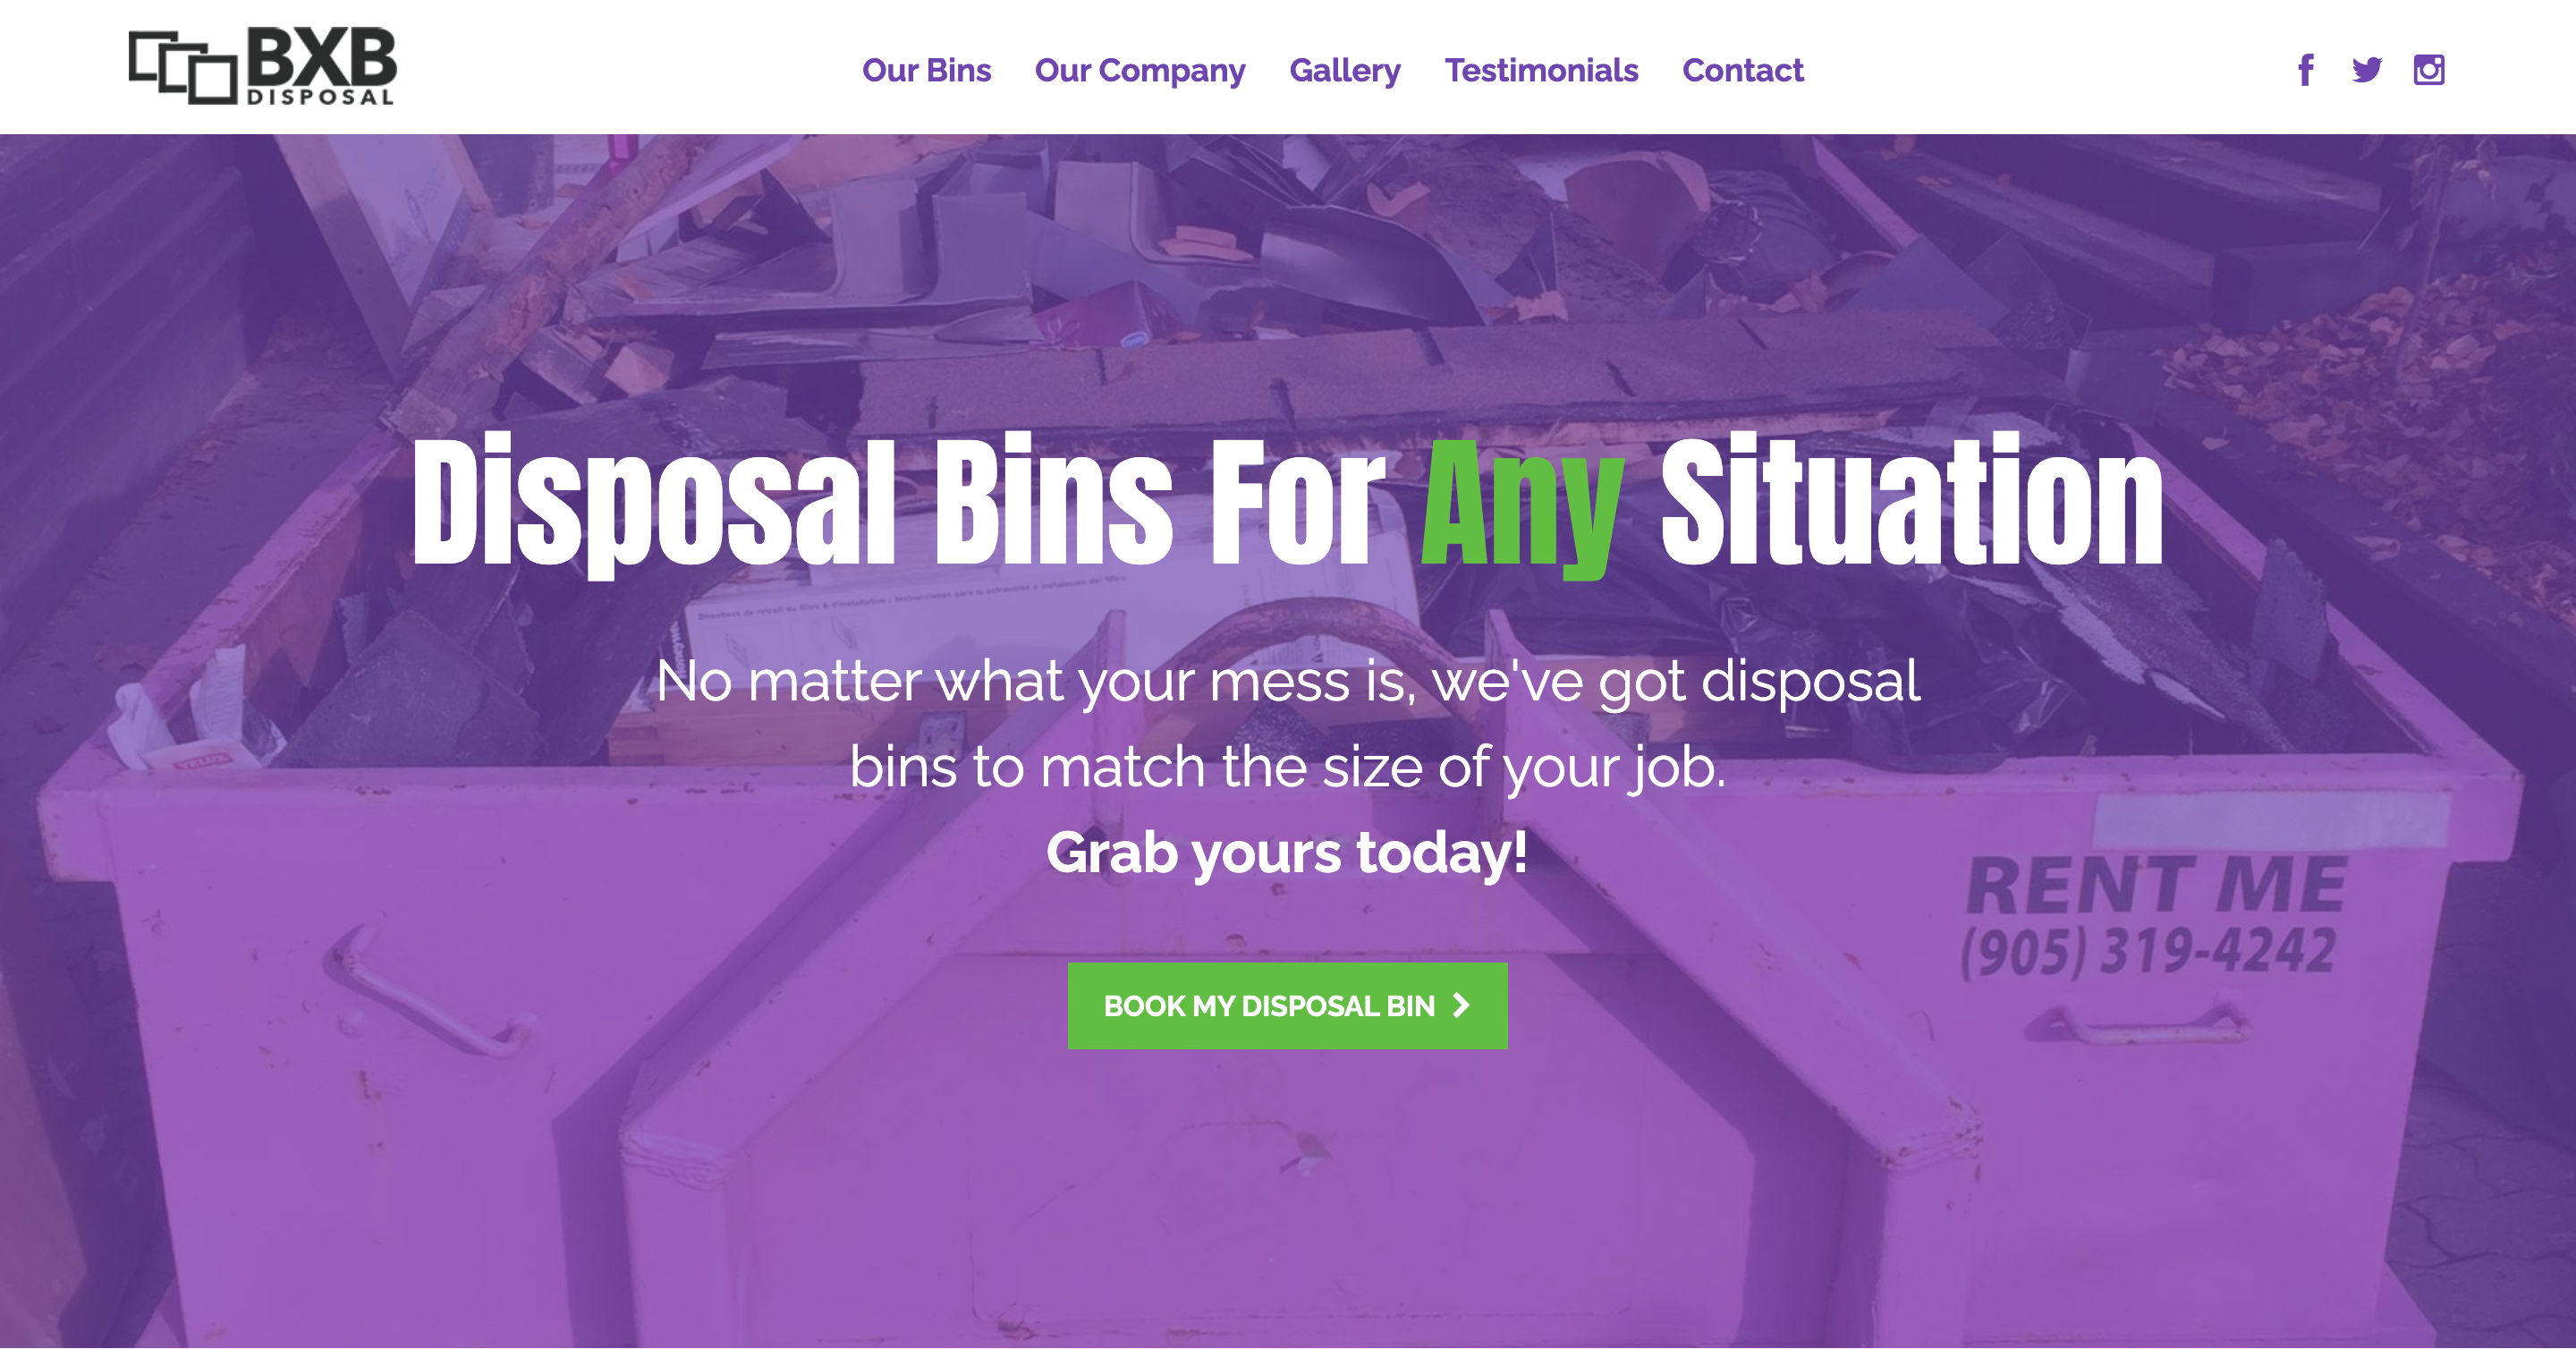 BXB
DISPOSAL
Our Bins
Our Company
Gallery
Testimonials
Contact
Disposal Bins For Any Situation
No matter what your mess is, we've got disposal
bins to match the size of your job.
Grab yours today!
RENT ME
(905) 319-4242
BOOK MY DISPOSAL BIN